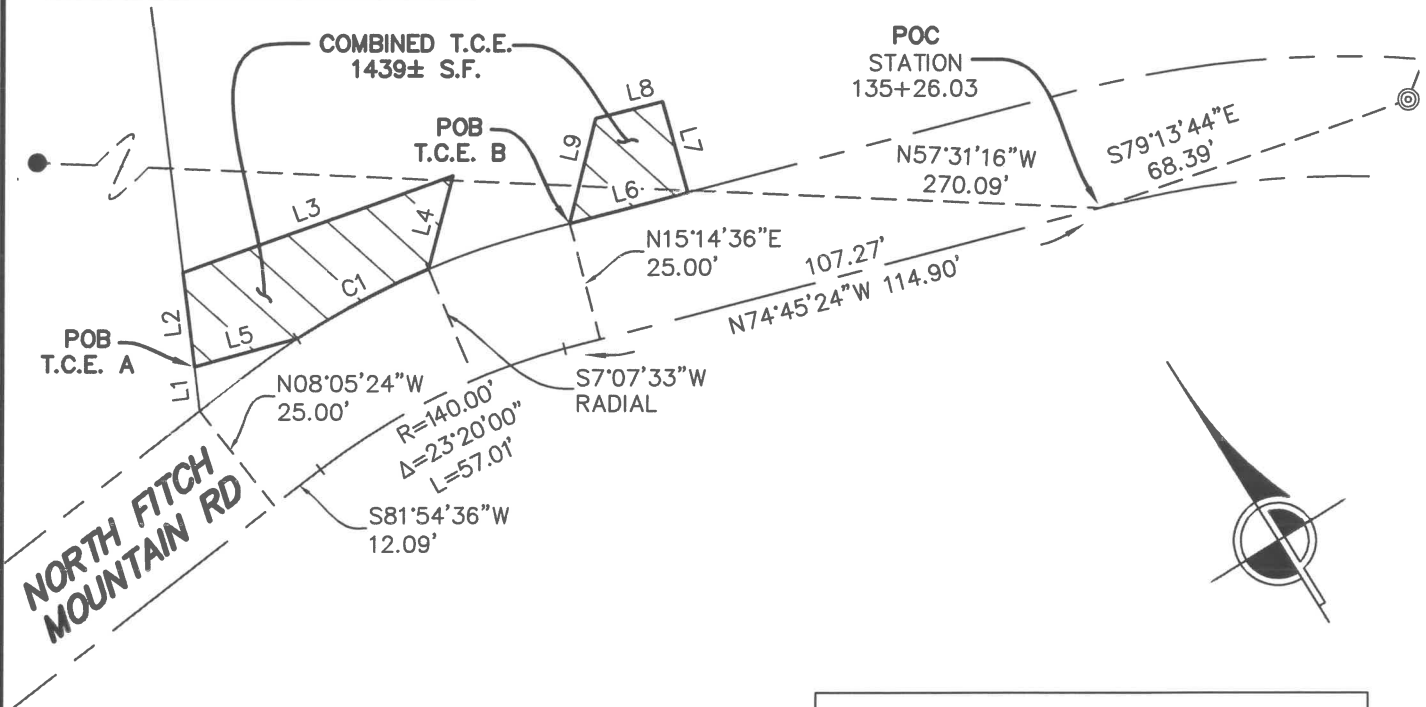 COMBINED T.C.E.
1439± S.F.
POC
STATION
135+26.03
L8
POB
T.C.E. B
L9
L7
N57°31'16"W
270.09'
S79°13'44"E
68.39'
L3
L6
L4
N15°14'36"E
25.00'
107.27'
N74°45'24"W 114.90'
C1
L2
L5
POB
T.C.E. A
L1
N08°05'24"W
25.00'
S7°07'33"W
RADIAL
R=140.00'
Δ=23°20'00"
L=57.01'
S81°54'36"W
12.09'
NORTH FITCH
MOUNTAIN RD